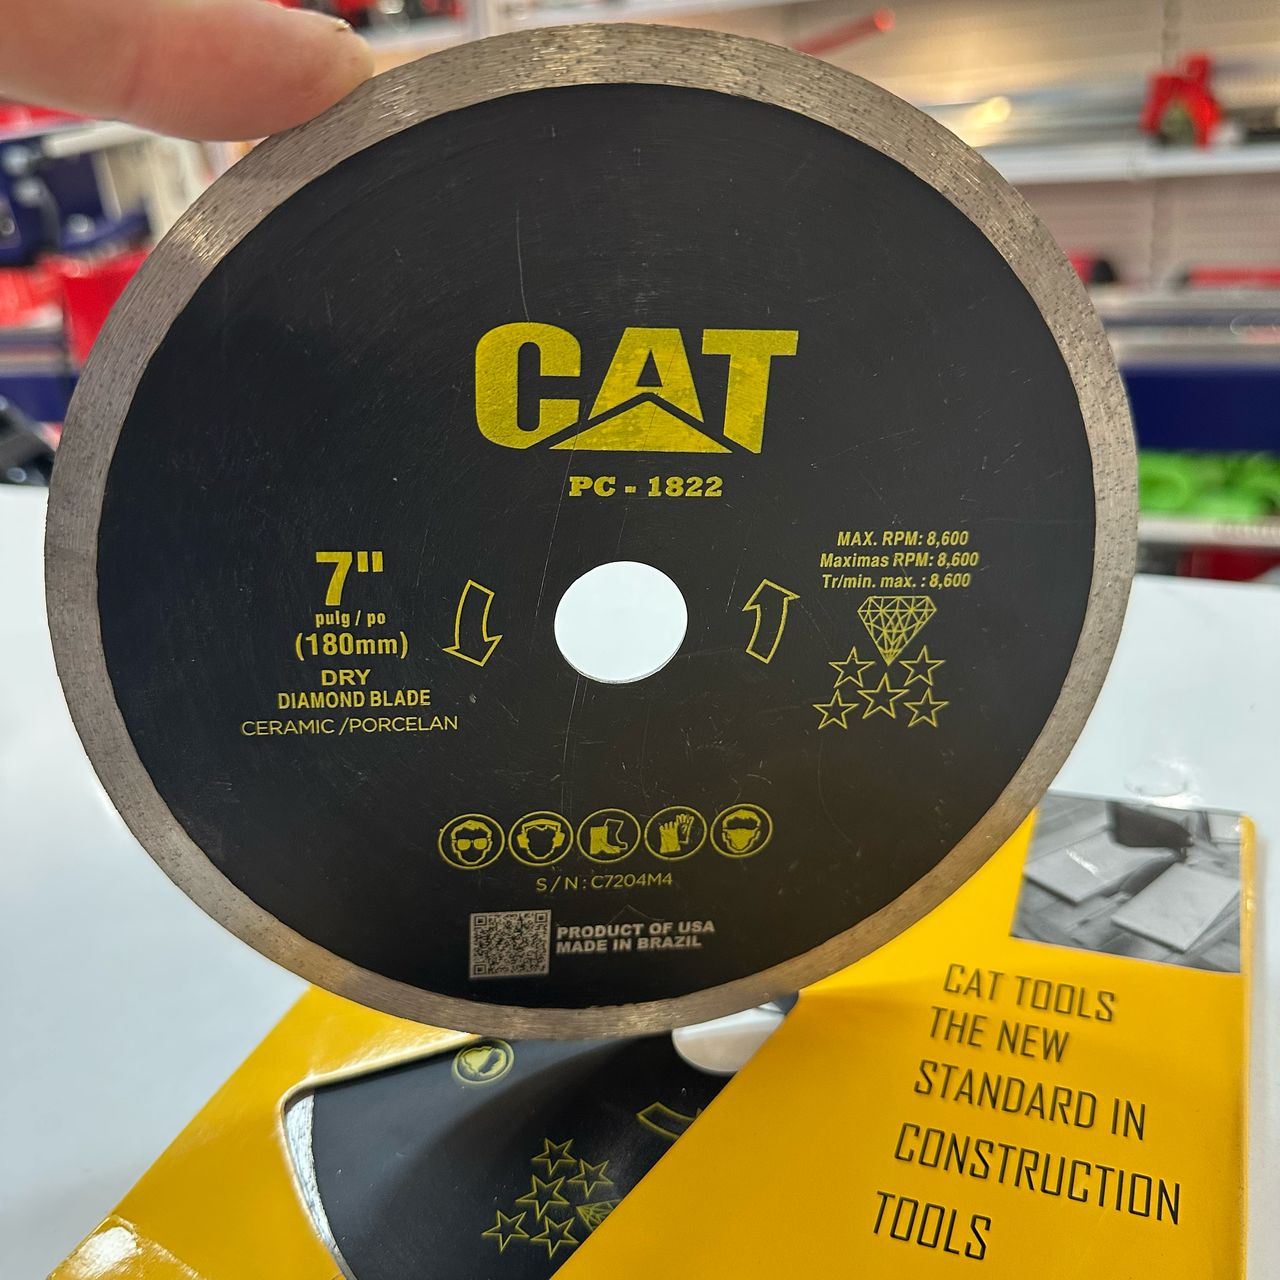 CAT
PC - 1822
7"
pulg / po
(180mm)
DRY
DIAMOND BLADE
CERAMIC /PORCELAN
MAX. RPM: 8,600
Maximas RPM: 8,600
Tr/min. max. : 8,600
S / N : C7204M4
PRODUCT OF USA
MADE IN BRAZIL
CAT TOOLS
THE NEW
STANDARD IN
CONSTRUCTION
TOOLS